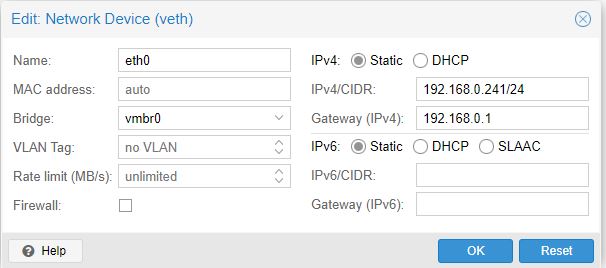 Edit: Network Device (veth)
Name: eth0
MAC address: auto
Bridge: vmbr0
VLAN Tag: no VLAN
Rate limit (MB/s): unlimited
Firewall:
IPv4: Static DHCP
IPv4/CIDR: 192.168.0.241/24
Gateway (IPv4): 192.168.0.1
IPv6: Static DHCP SLAAC
IPv6/CIDR:
Gateway (IPv6):
Help OK Reset